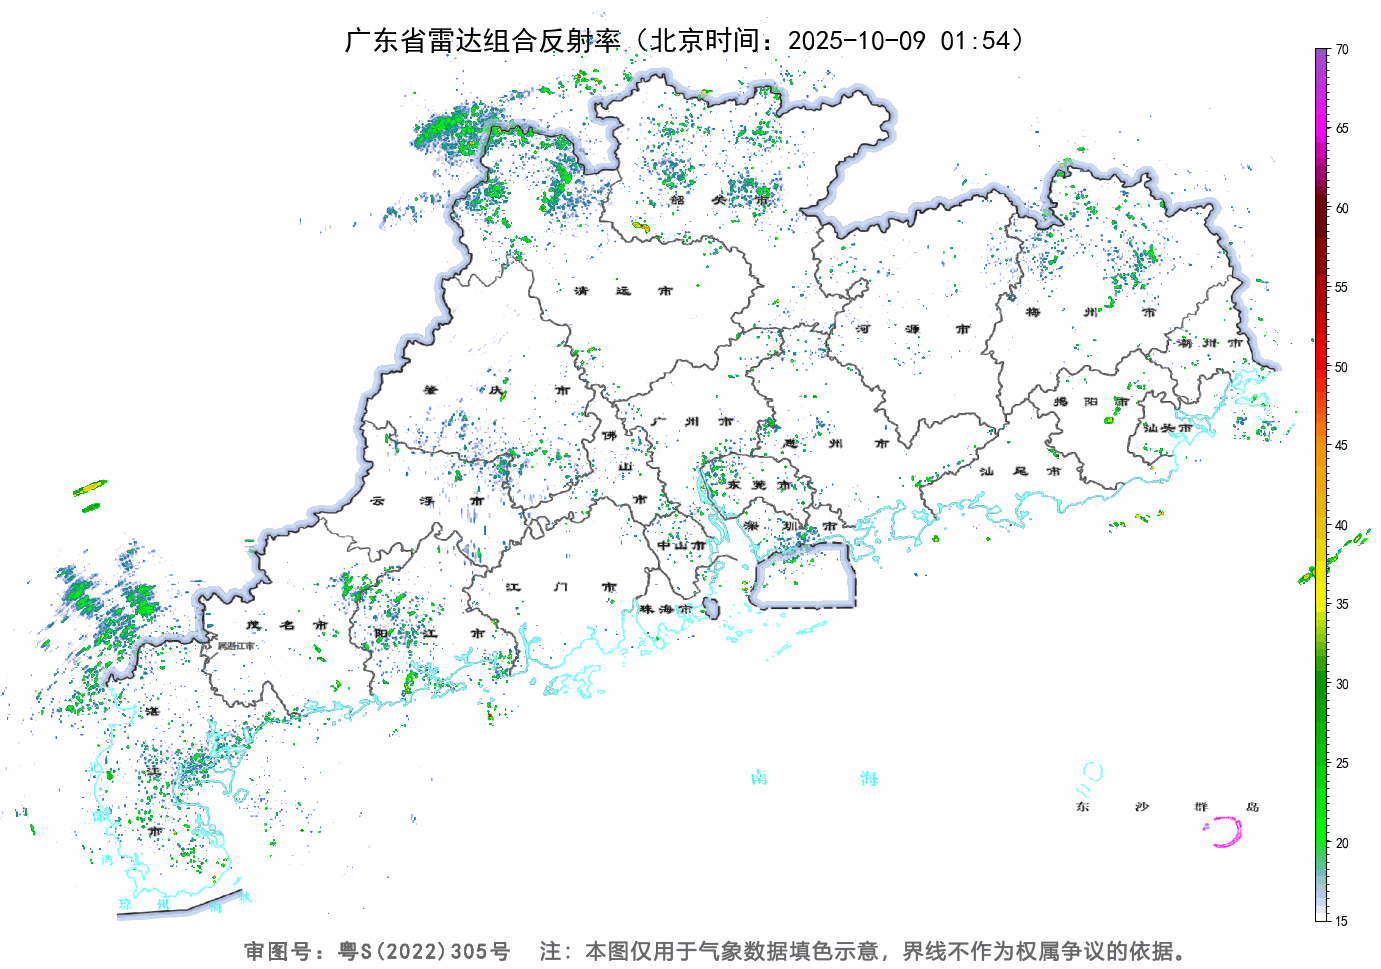 广东省雷达组合反射率（北京时间：2025-10-09 01:54）
70
65
60
55
50
45
40
35
30
25
20
15
韶 关 市
清 远 市
梅 州 市
河 源 市
潮 州 市
肇 庆 市
揭 阳 市
广 州 市
汕头市
佛 山 市
惠 州 市
汕 尾 市
东 莞 市
云 浮 市
深 圳 市
中山市
江 门 市
珠海市
茂 名 市
阳 江 市
属湛江市
湛 江 市
南 海
东 沙 群 岛
湾
琼 州 海 峡
审图号：粤S(2022)305号 注：本图仅用于气象数据填色示意，界线不作为权属争议的依据。